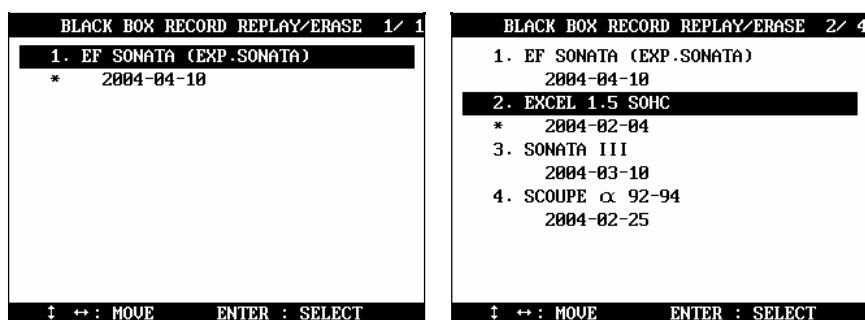 BLACK BOX RECORD REPLAY/ERASE 1/ 1
1. EF SONATA (EXP.SONATA)
* 2004-04-10
↕ ↔: MOVE ENTER : SELECT
BLACK BOX RECORD REPLAY/ERASE 2/ 4
1. EF SONATA (EXP.SONATA)
2004-04-10
2. EXCEL 1.5 SOHC
* 2004-02-04
3. SONATA III
2004-03-10
4. SCOUPE α 92-94
2004-02-25
↕ ↔: MOVE ENTER : SELECT